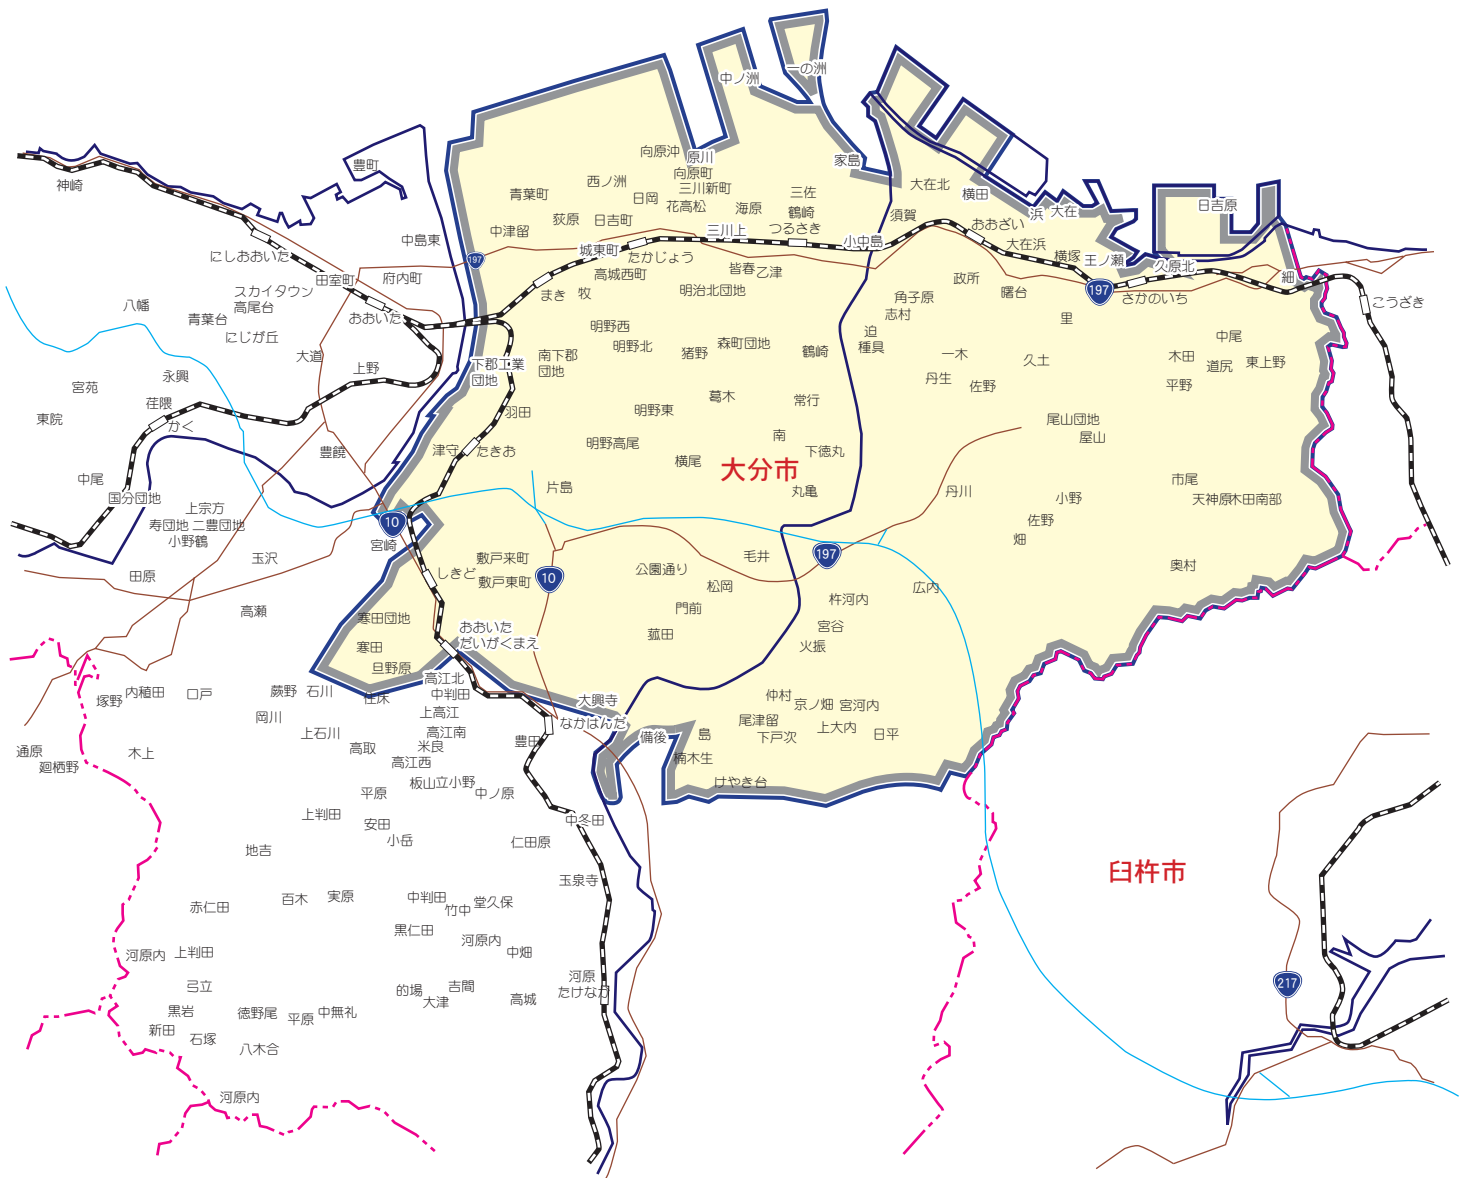 一の洲
中ノ洲
向原沖
原川
家島
豊町
神崎
西ノ洲
向原町
三川新町
青葉町
日岡
花高松
海原
三佐
鶴崎
つるさき
大在北
横田
浜
大在
日吉原
荻原
日吉町
三川上
小中島
須賀
おおざい
大在浜
横塚
王ノ瀬
久原北
細
中島東
中津留
197
城東町
たかじょう
高城西町
皆春
乙津
にしおおいた
田室町
府内町
まき
牧
明治北団地
政所
曙台
197
さかのいち
こうざき
スカイタウン
高尾台
八幡
青葉台
にじが丘
おおいた
角子原
志村
里
明野西
明野北
猪野
森町団地
鶴崎
迫
種具
一木
久土
中尾
木田
道尻
東上野
平野
大道
上野
下郡工業
団地
南下郡
団地
丹生
佐野
永興
宮苑
荏隈
かく
東院
羽田
明野東
葛木
常行
尾山団地
屋山
豊饒
津守
たきお
明野高尾
横尾
南
下徳丸
大分市
中尾
国分団地
片島
丸亀
丹川
小野
市尾
天神原
木田南部
上宗方
寿団地
二豊団地
小野鶴
10
宮崎
佐野
畑
玉沢
田原
しきど
敷戸来町
敷戸東町
10
公園通り
毛井
197
奥村
松岡
広内
高瀬
寒田団地
おおいた
だいがくまえ
門前
杵河内
宮谷
寒田
菰田
火振
旦野原
高江北
中判田
塚野
内稙田
口戸
蕨野
石川
住床
大興寺
仲村
京ノ畑
宮河内
岡川
上高江
なかはんだ
尾津留
上大内
上石川
高江南
豊田
備後
島
下戸次
日平
通原
廻栖野
木上
高取
米良
高江西
楠木生
けやき台
平原
板山
立小野
中ノ原
上判田
安田
小岳
中冬田
地吉
仁田原
臼杵市
玉泉寺
赤仁田
百木
実原
中判田
竹中
堂久保
黒仁田
河原内
中畑
河原内
上判田
弓立
的場
大津
吉間
高城
河原
たけなか
217
黒岩
徳野尾
平原
中無礼
新田
石塚
八木合
河原内